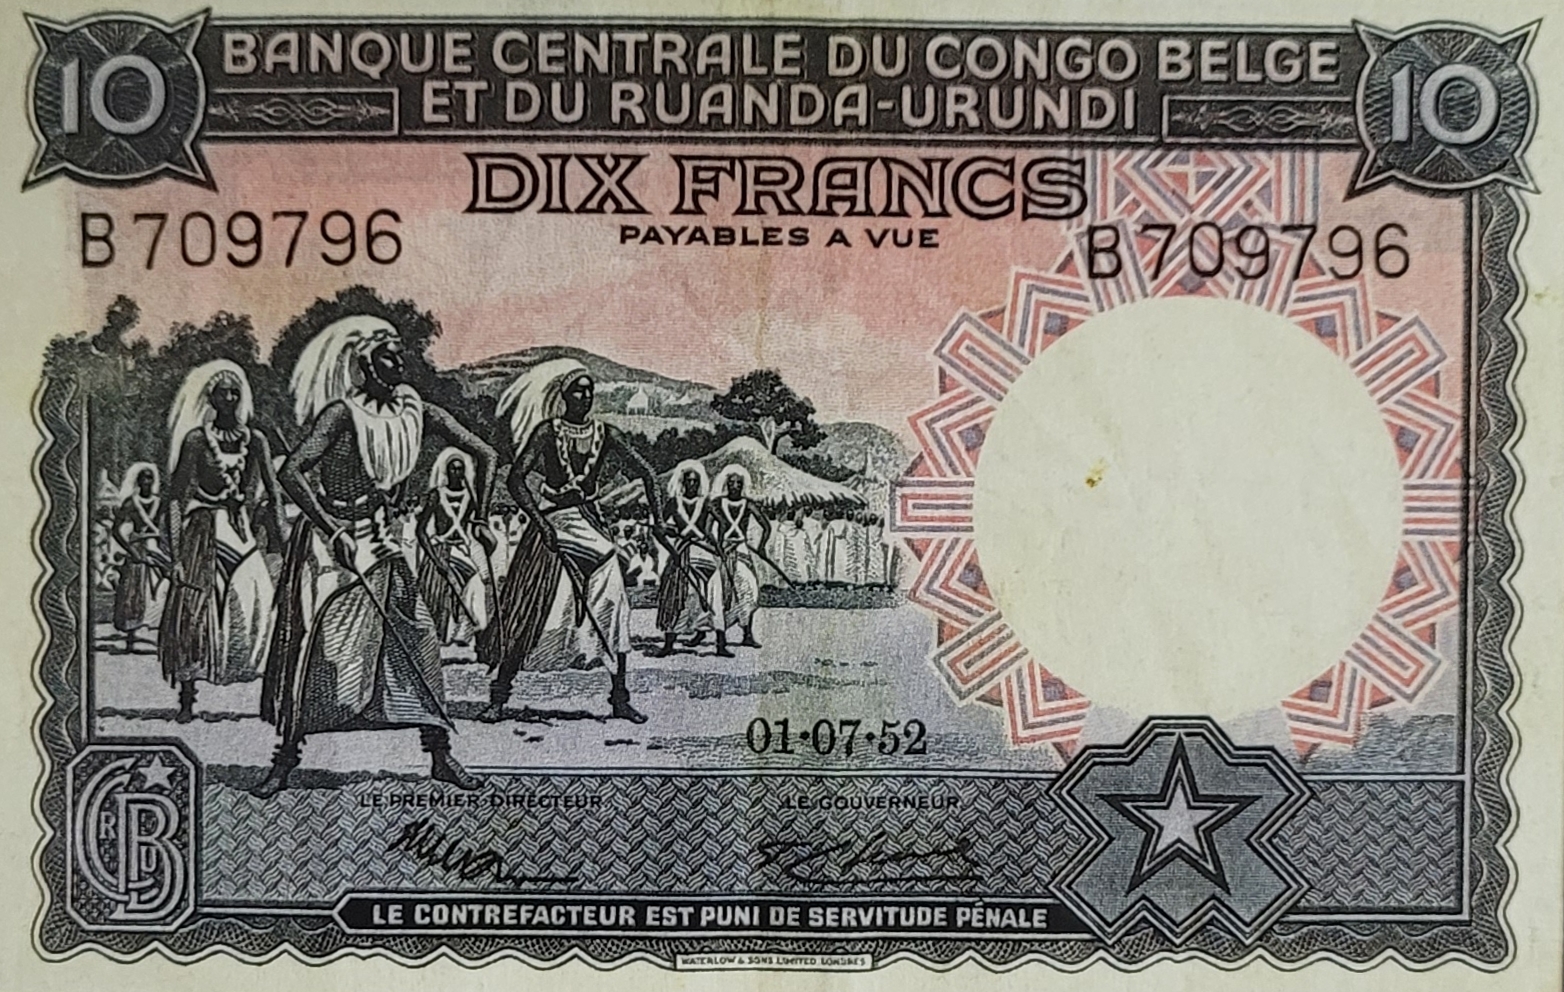 10 BANQUE CENTRALE DU CONGO BELGE 10
ET DU RUANDA-URUNDI
DIX FRANCS
PAYABLES A VUE
B709796 B709796
01·07·52
LE PREMIER DIRECTEUR LE GOUVERNEUR
CBRU
LE CONTREFACTEUR EST PUNI DE SERVITUDE PÉNALE
WATERLOW & SONS LIMITED. LONDRES